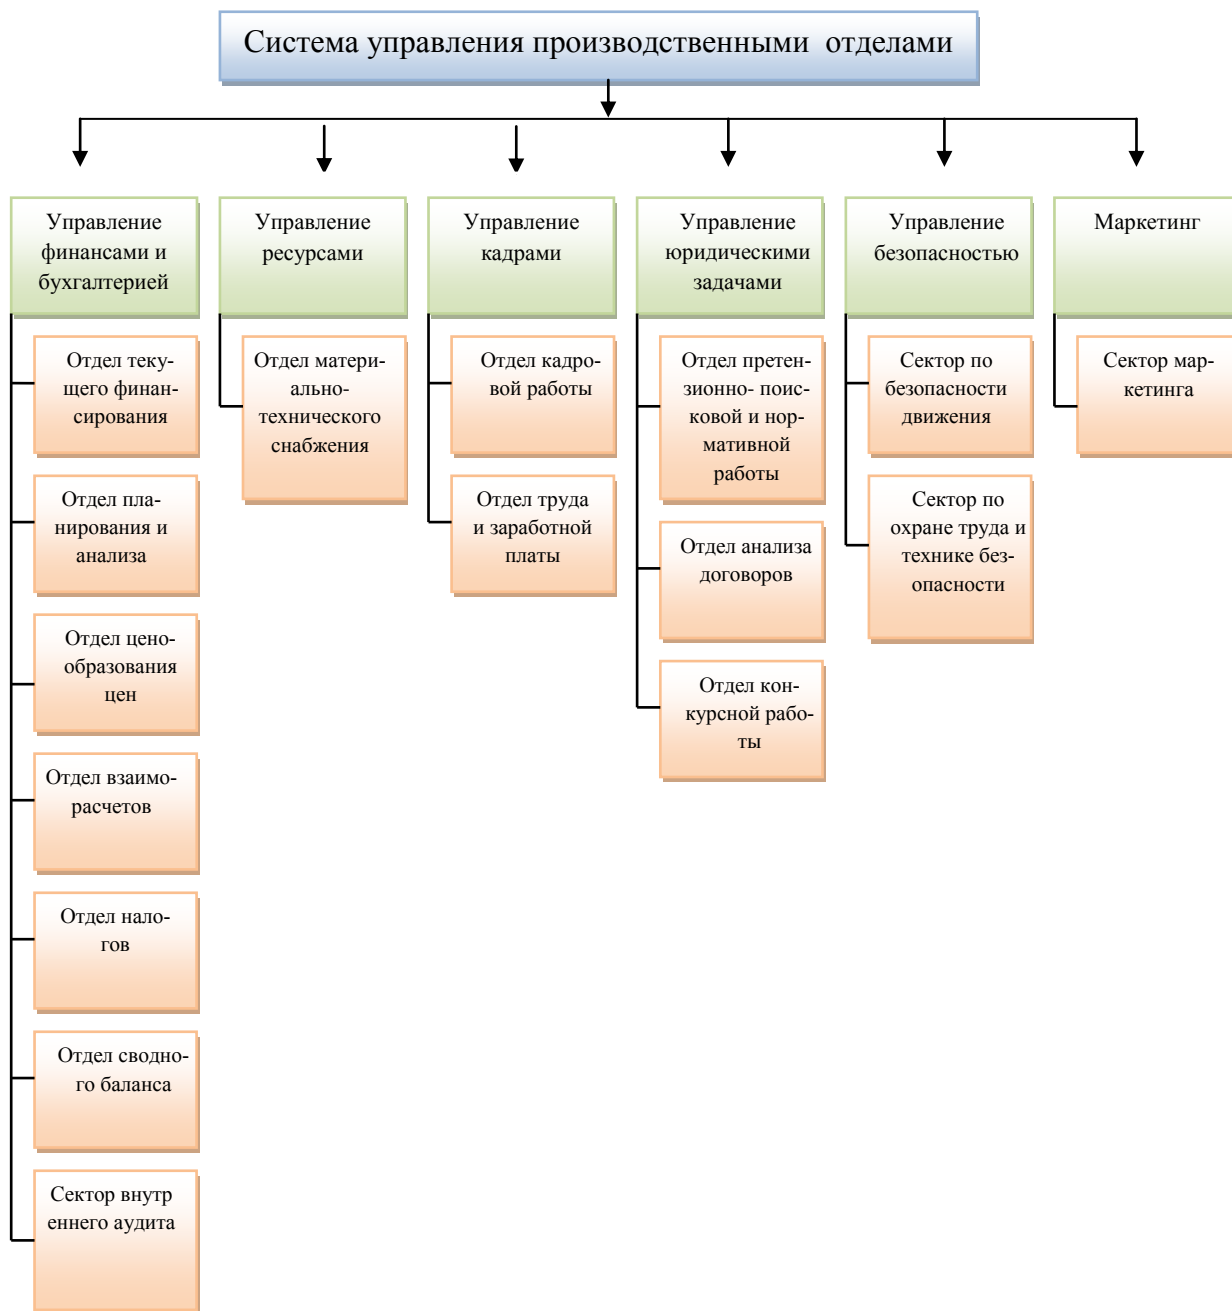 Система управления производственными  отделами
Управление
финансами и
бухгалтерией
Управление
ресурсами
Управление
кадрами
Управление
юридическими
задачами
Управление
безопасностью
Маркетинг
Отдел теку-
щего финан-
сирования
Отдел пла-
нирования и
анализа
Отдел цено-
образования
цен
Отдел взаимо-
расчетов
Отдел нало-
гов
Отдел сводно-
го баланса
Сектор внутр
еннего аудита
Отдел матери-
ально-
технического
снабжения
Отдел кадро-
вой работы
Отдел труда
и заработной
платы
Отдел претен-
зионно- поис-
ковой и нор-
мативной
работы
Отдел анализа
договоров
Отдел кон-
курсной рабо-
ты
Сектор по
безопасности
движения
Сектор по
охране труда и
технике без-
опасности
Сектор мар-
кетинга